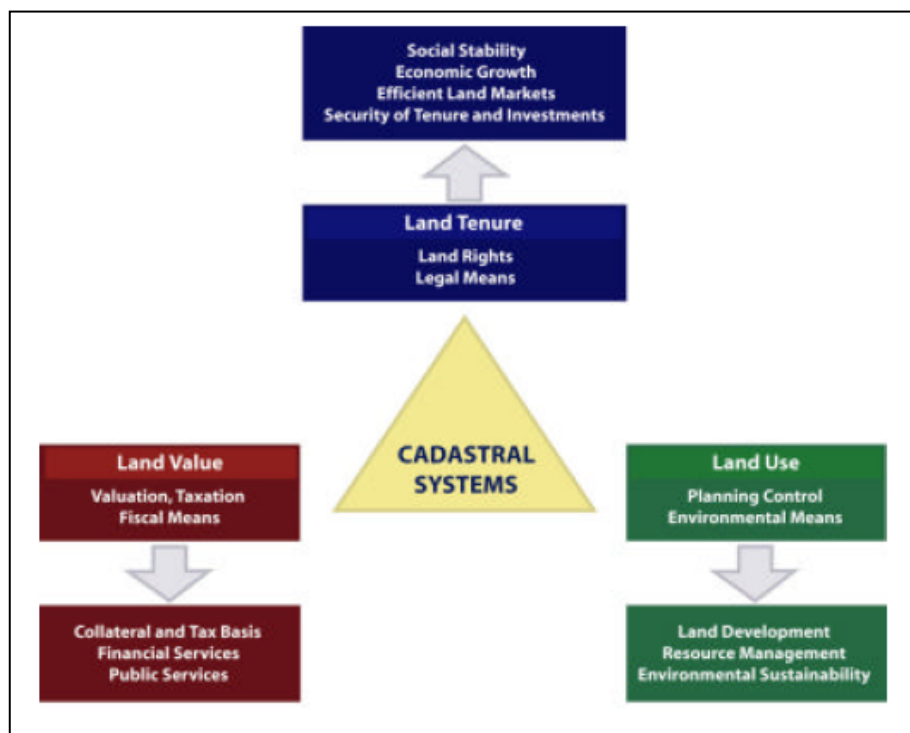 Social Stability
Economic Growth
Efficient Land Markets
Security of Tenure and Investments
Land Tenure
Land Rights
Legal Means
CADASTRAL
SYSTEMS
Land Value
Valuation, Taxation
Fiscal Means
Collateral and Tax Basis
Financial Services
Public Services
Land Use
Planning Control
Environmental Means
Land Development
Resource Management
Environmental Sustainability